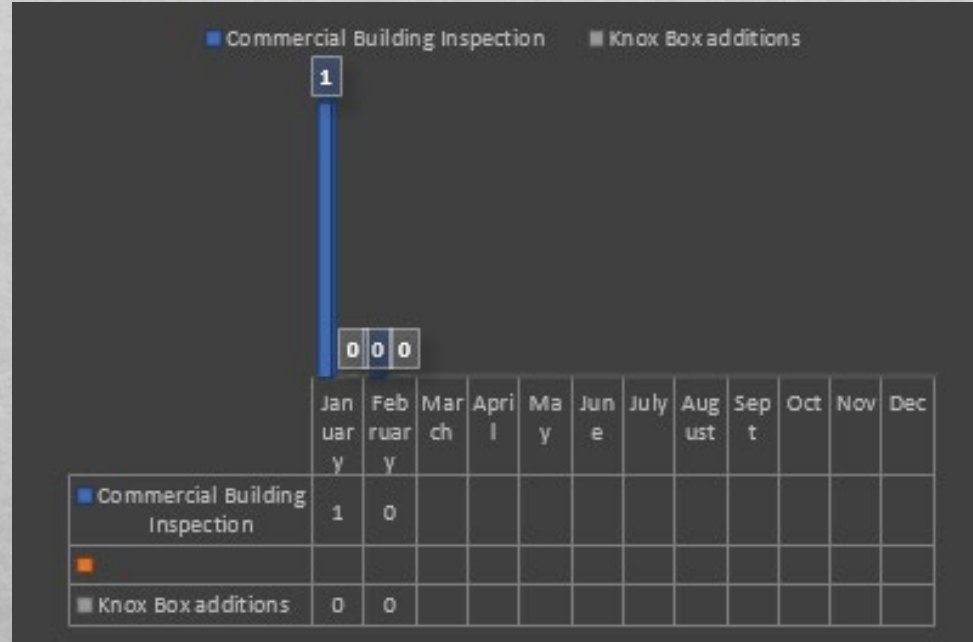 Commercial Building Inspection Knox Box additions
1
0 0 0
Jan Feb Mar Apri Ma Jun July Aug Sep Oct Nov Dec
uar ruar ch l y e ust t
y y
Commercial Building
Inspection 1 0
Knox Box additions 0 0